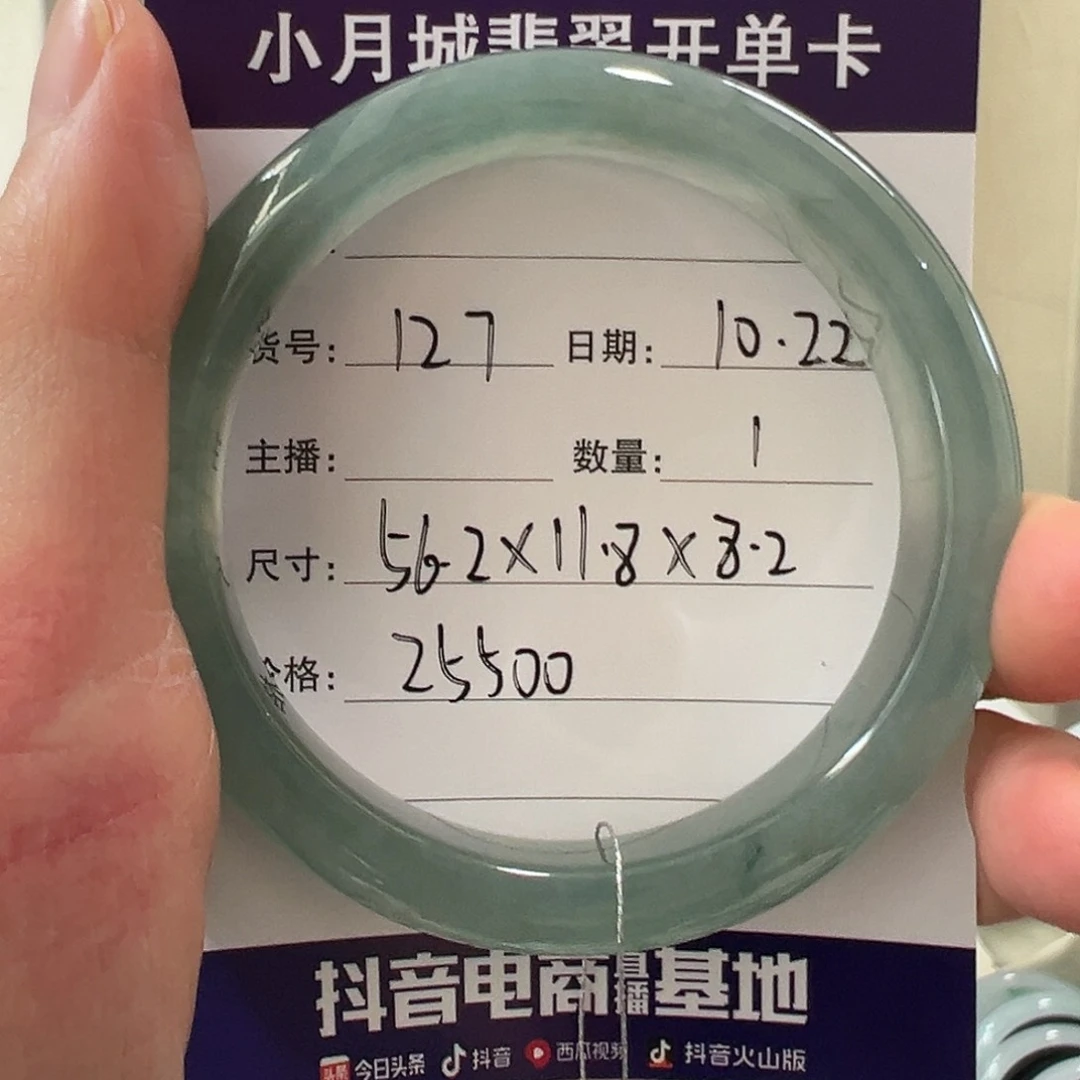 小月城翡翠开单卡
货号: 127 日期: 10.22
主播: 数量: 1
尺寸: 56.2×11.8×8.2
价格: 25500
抖音电商直播基地
头条 今日头条 抖音 西瓜视频 抖音火山版